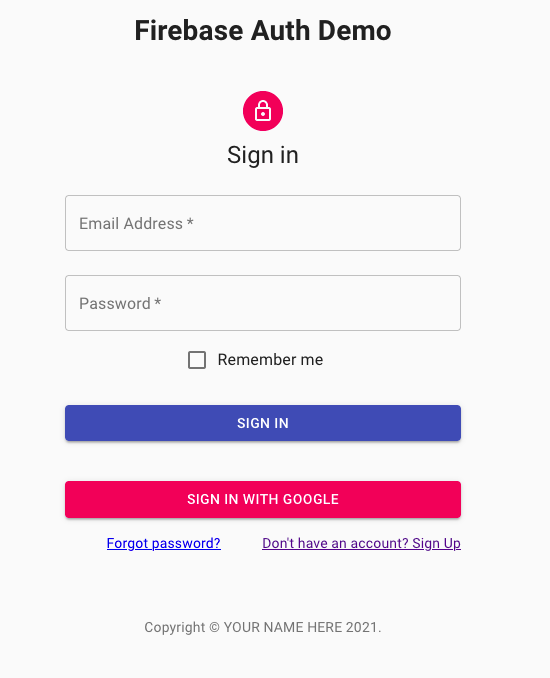 Firebase Auth Demo
Sign in
Email Address *
Password *
Remember me
SIGN IN
SIGN IN WITH GOOGLE
Forgot password? Don't have an account? Sign Up
Copyright © YOUR NAME HERE 2021.